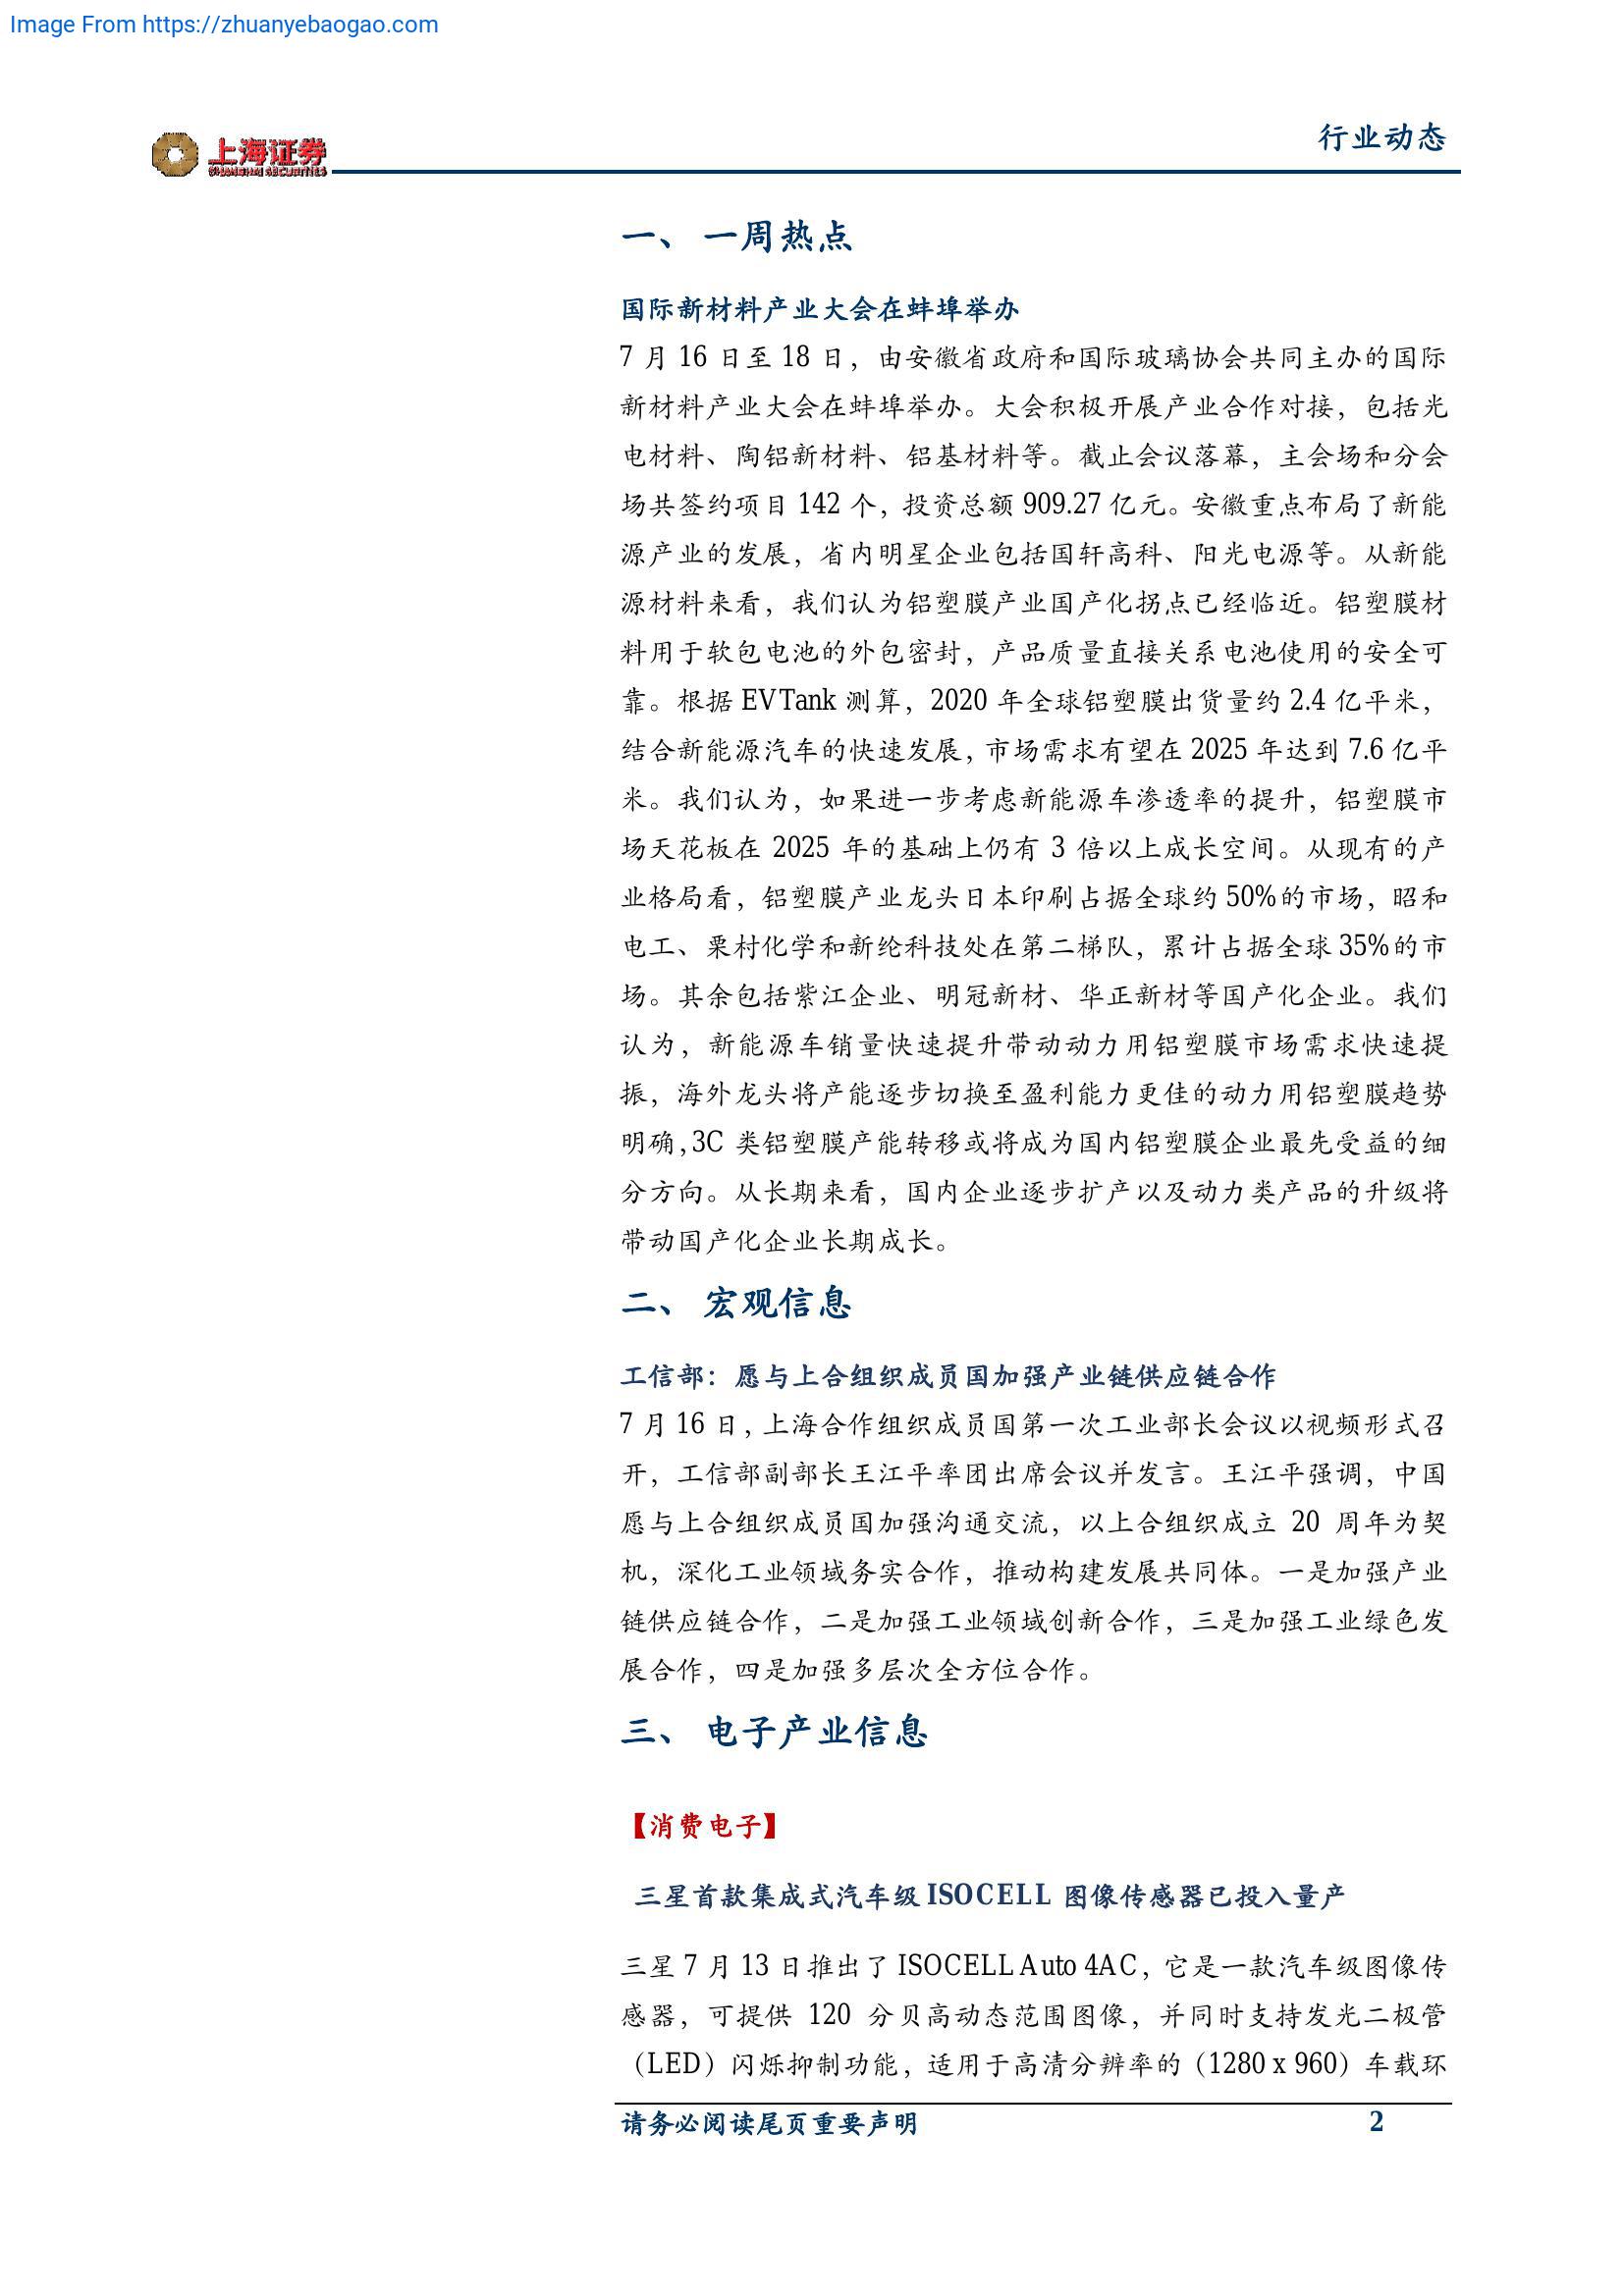 Image From https://zhuanyebaogao.com
上海证券
SHANGHAI SECURITIES
行业动态
一、 一周热点
国际新材料产业大会在蚌埠举办
7 月 16 日至 18 日，由安徽省政府和国际玻璃协会共同主办的国际
新材料产业大会在蚌埠举办。大会积极开展产业合作对接，包括光
电材料、陶铝新材料、铝基材料等。截止会议落幕，主会场和分会
场共签约项目 142 个，投资总额 909.27 亿元。安徽重点布局了新能
源产业的发展，省内明星企业包括国轩高科、阳光电源等。从新能
源材料来看，我们认为铝塑膜产业国产化拐点已经临近。铝塑膜材
料用于软包电池的外包密封，产品质量直接关系电池使用的安全可
靠。根据 EVTank 测算，2020 年全球铝塑膜出货量约 2.4 亿平米，
结合新能源汽车的快速发展，市场需求有望在 2025 年达到 7.6 亿平
米。我们认为，如果进一步考虑新能源车渗透率的提升，铝塑膜市
场天花板在 2025 年的基础上仍有 3 倍以上成长空间。从现有的产
业格局看，铝塑膜产业龙头日本印刷占据全球约 50%的市场，昭和
电工、栗村化学和新纶科技处在第二梯队，累计占据全球 35%的市
场。其余包括紫江企业、明冠新材、华正新材等国产化企业。我们
认为，新能源车销量快速提升带动动力用铝塑膜市场需求快速提
振，海外龙头将产能逐步切换至盈利能力更佳的动力用铝塑膜趋势
明确，3C 类铝塑膜产能转移或将成为国内铝塑膜企业最先受益的细
分方向。从长期来看，国内企业逐步扩产以及动力类产品的升级将
带动国产化企业长期成长。
二、 宏观信息
工信部：愿与上合组织成员国加强产业链供应链合作
7 月 16 日，上海合作组织成员国第一次工业部长会议以视频形式召
开，工信部副部长王江平率团出席会议并发言。王江平强调，中国
愿与上合组织成员国加强沟通交流，以上合组织成立 20 周年为契
机，深化工业领域务实合作，推动构建发展共同体。一是加强产业
链供应链合作，二是加强工业领域创新合作，三是加强工业绿色发
展合作，四是加强多层次全方位合作。
三、 电子产业信息
【消费电子】
三星首款集成式汽车级 ISOCELL 图像传感器已投入量产
三星 7 月 13 日推出了 ISOCELL Auto 4AC，它是一款汽车级图像传
感器，可提供 120 分贝高动态范围图像，并同时支持发光二极管
（LED）闪烁抑制功能，适用于高清分辨率的（1280 x 960）车载环
请务必阅读尾页重要声明 2